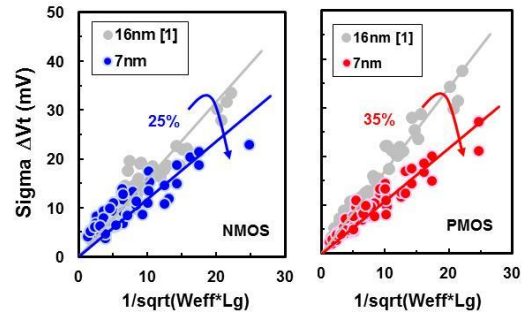 Sigma ΔVt (mV)
50
40
30
20
10
0
16nm [1]
7nm
25%
NMOS
0
10
20
30
1/sqrt(Weff*Lg)
16nm [1]
7nm
35%
PMOS
0
10
20
30
1/sqrt(Weff*Lg)